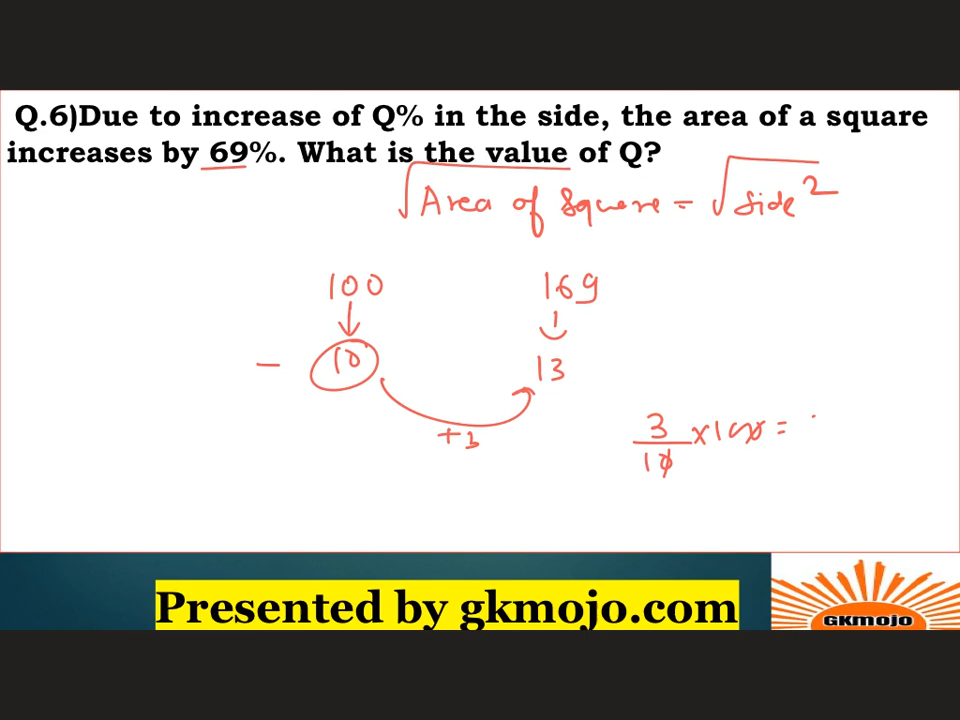 Q.6)Due to increase of Q% in the side, the area of a square
increases by 69%. What is the value of Q?
√Area of Square = √Side²
100 169
- 10 13
+3
3/10 × 100 =
Presented by gkmojo.com
GKmojo